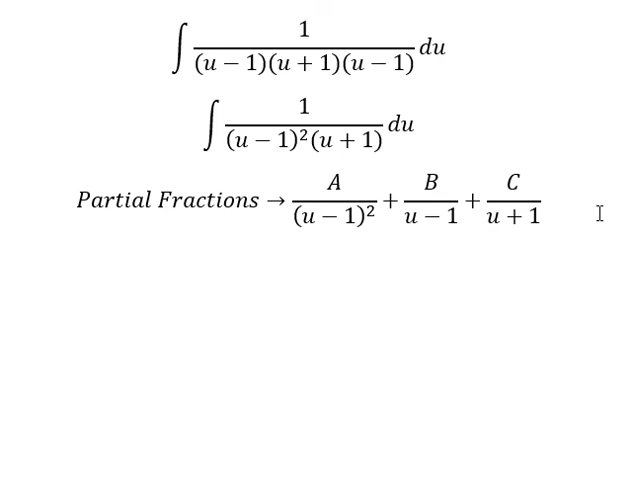 ∫ 1/((u − 1)(u + 1)(u − 1)) du
∫ 1/((u − 1)²(u + 1)) du
Partial Fractions → A/(u − 1)² + B/(u − 1) + C/(u + 1)